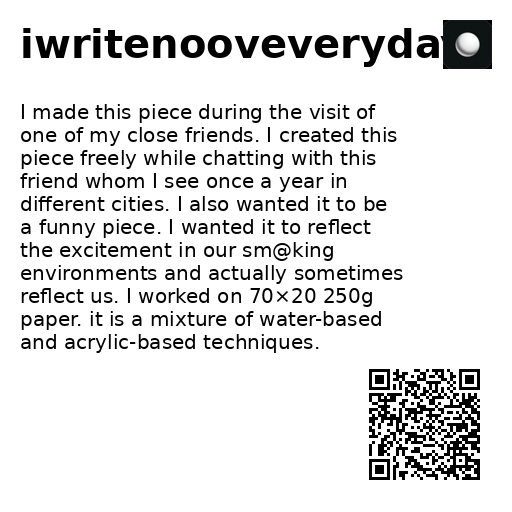 iwritenooveveryday
I made this piece during the visit of
one of my close friends. I created this
piece freely while chatting with this
friend whom I see once a year in
different cities. I also wanted it to be
a funny piece. I wanted it to reflect
the excitement in our sm@king
environments and actually sometimes
reflect us. I worked on 70×20 250g
paper. it is a mixture of water-based
and acrylic-based techniques.